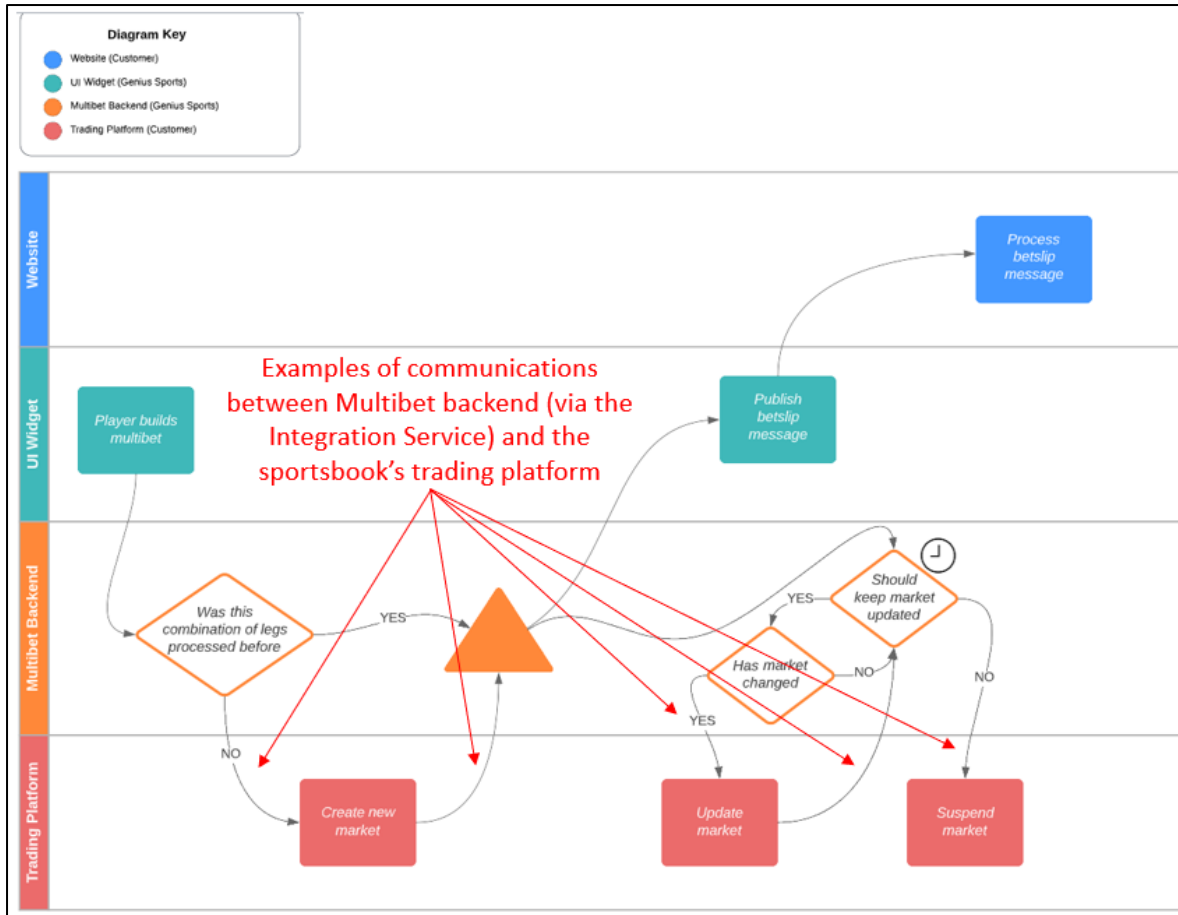 Diagram Key
Website (Customer)
UI Widget (Genius Sports)
Multibet Backend (Genius Sports)
Trading Platform (Customer)
Website
Process
betslip
message
UI Widget
Player builds
multibet
Examples of communications
between Multibet backend (via the
Integration Service) and the
sportsbook's trading platform
Publish
betslip
message
Multibet Backend
Was this
combination of legs
processed before
YES
NO
Should
keep market
updated
YES
NO
Has market
changed
NO
YES
Trading Platform
Create new
market
Update
market
Suspend
market